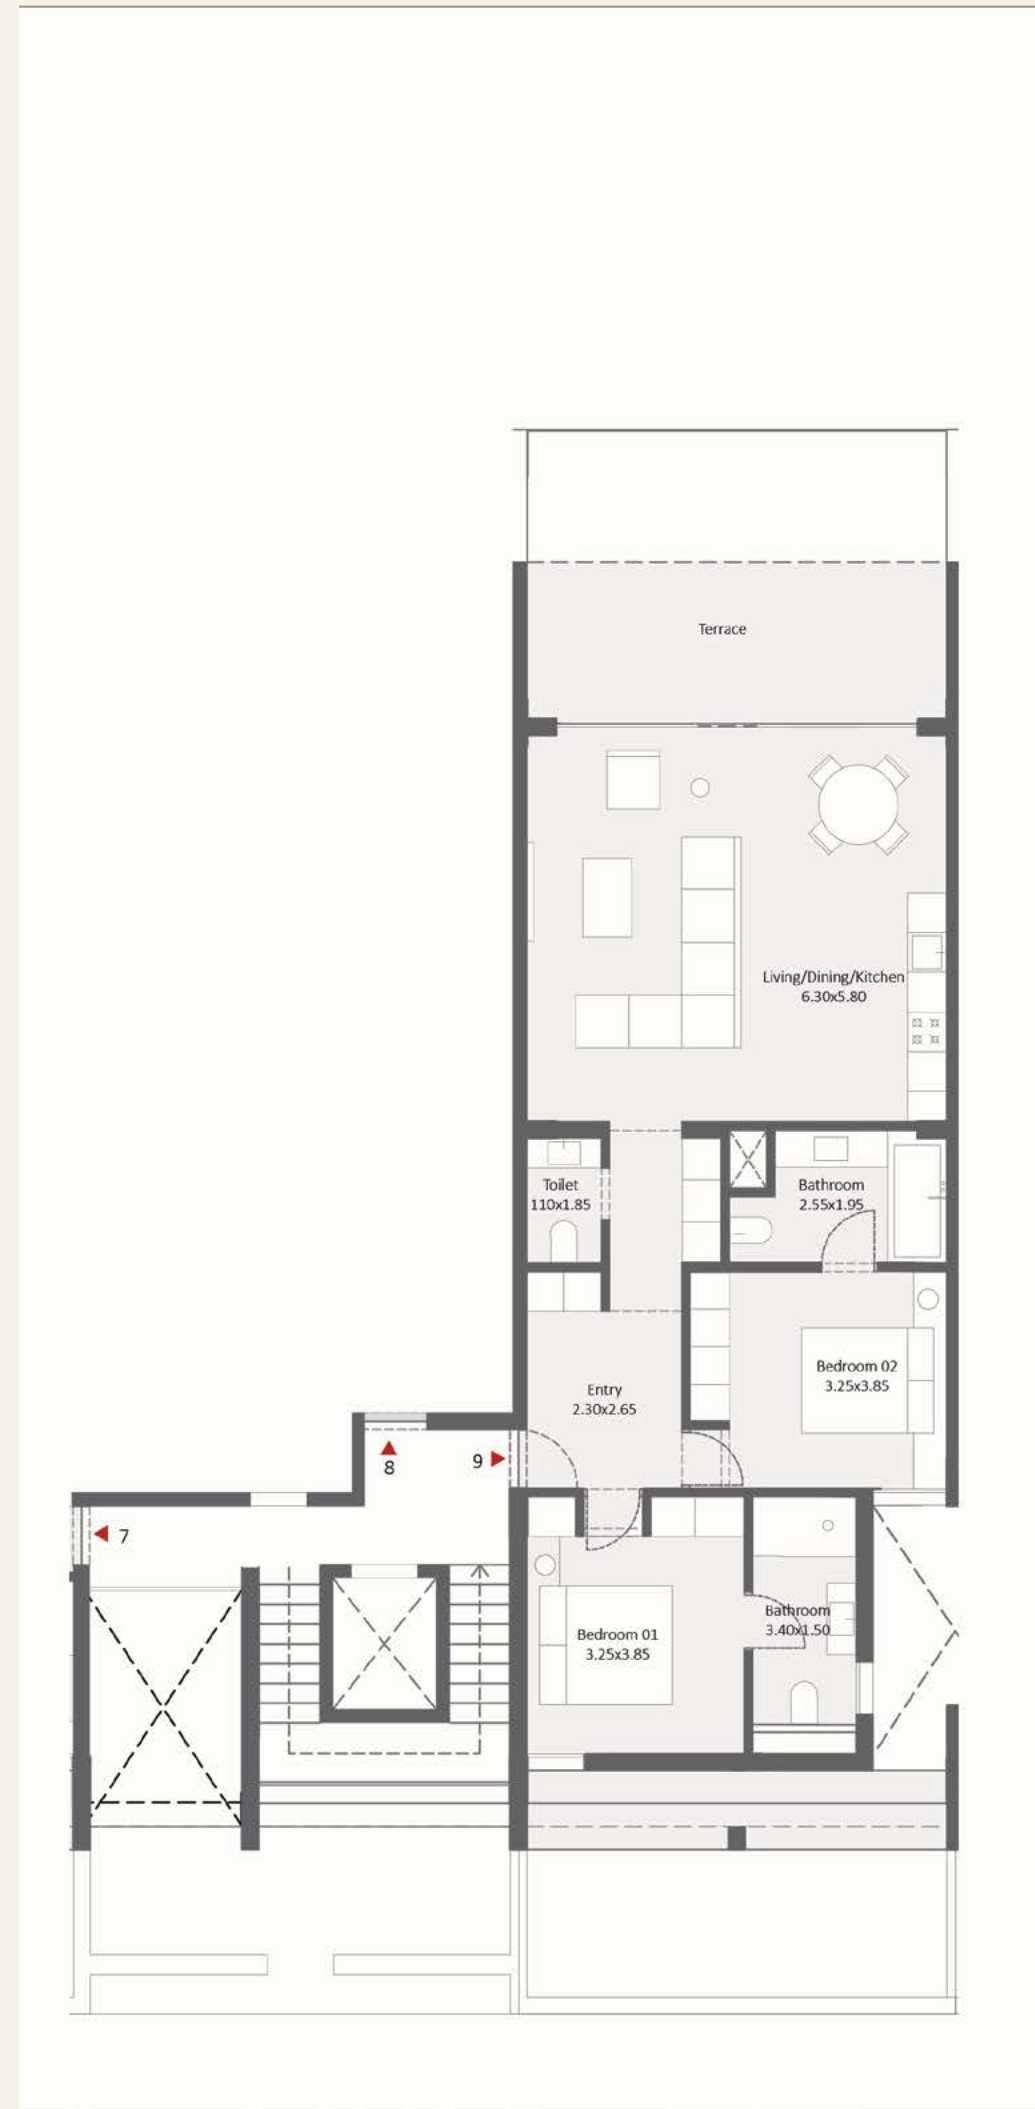 Terrace
Living/Dining/Kitchen
6.30x5.80
Toilet
110x1.85
Bathroom
2.55x1.95
Bedroom 02
3.25x3.85
Entry
2.30x2.65
8
9
7
Bedroom 01
3.25x3.85
Bathroom
3.40x1.50